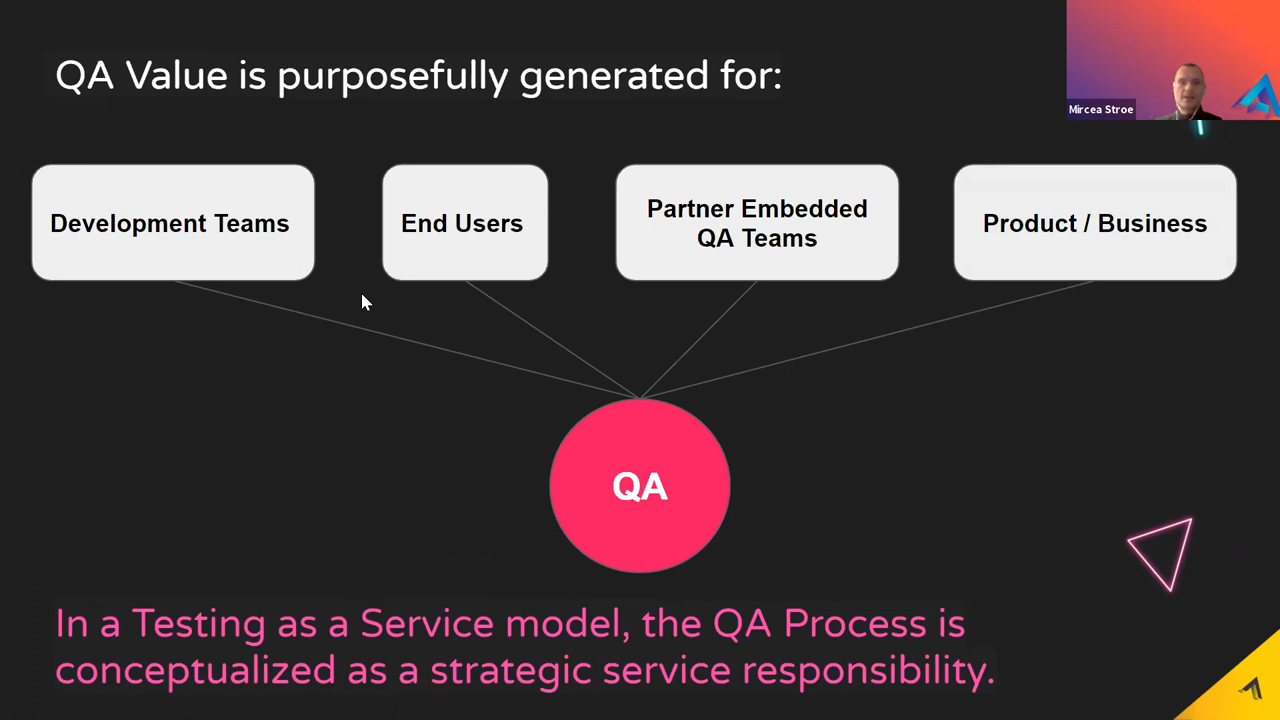 QA Value is purposefully generated for:
Mircea Stroe
Development Teams
End Users
Partner Embedded
QA Teams
Product / Business
QA
In a Testing as a Service model, the QA Process is
conceptualized as a strategic service responsibility.